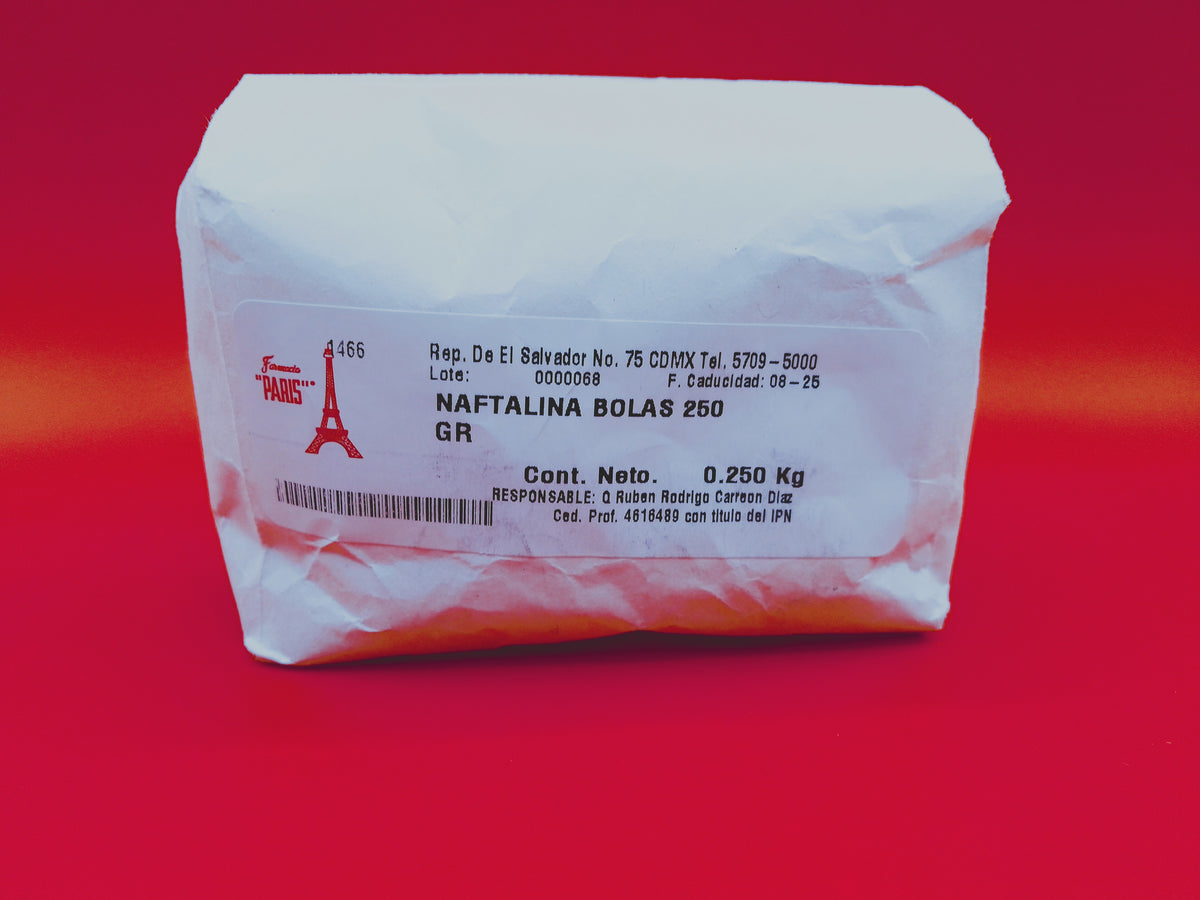 1466
Farmacia
"PARIS"
Rep. De El Salvador No. 75 CDMX Tel. 5709-5000
Lote: 0000068 F. Caducidad: 08-25
NAFTALINA BOLAS 250
GR
Cont. Neto. 0.250 Kg
RESPONSABLE: Q Ruben Rodrigo Carreon Diaz
Ced. Prof. 4616489 con titulo del IPN